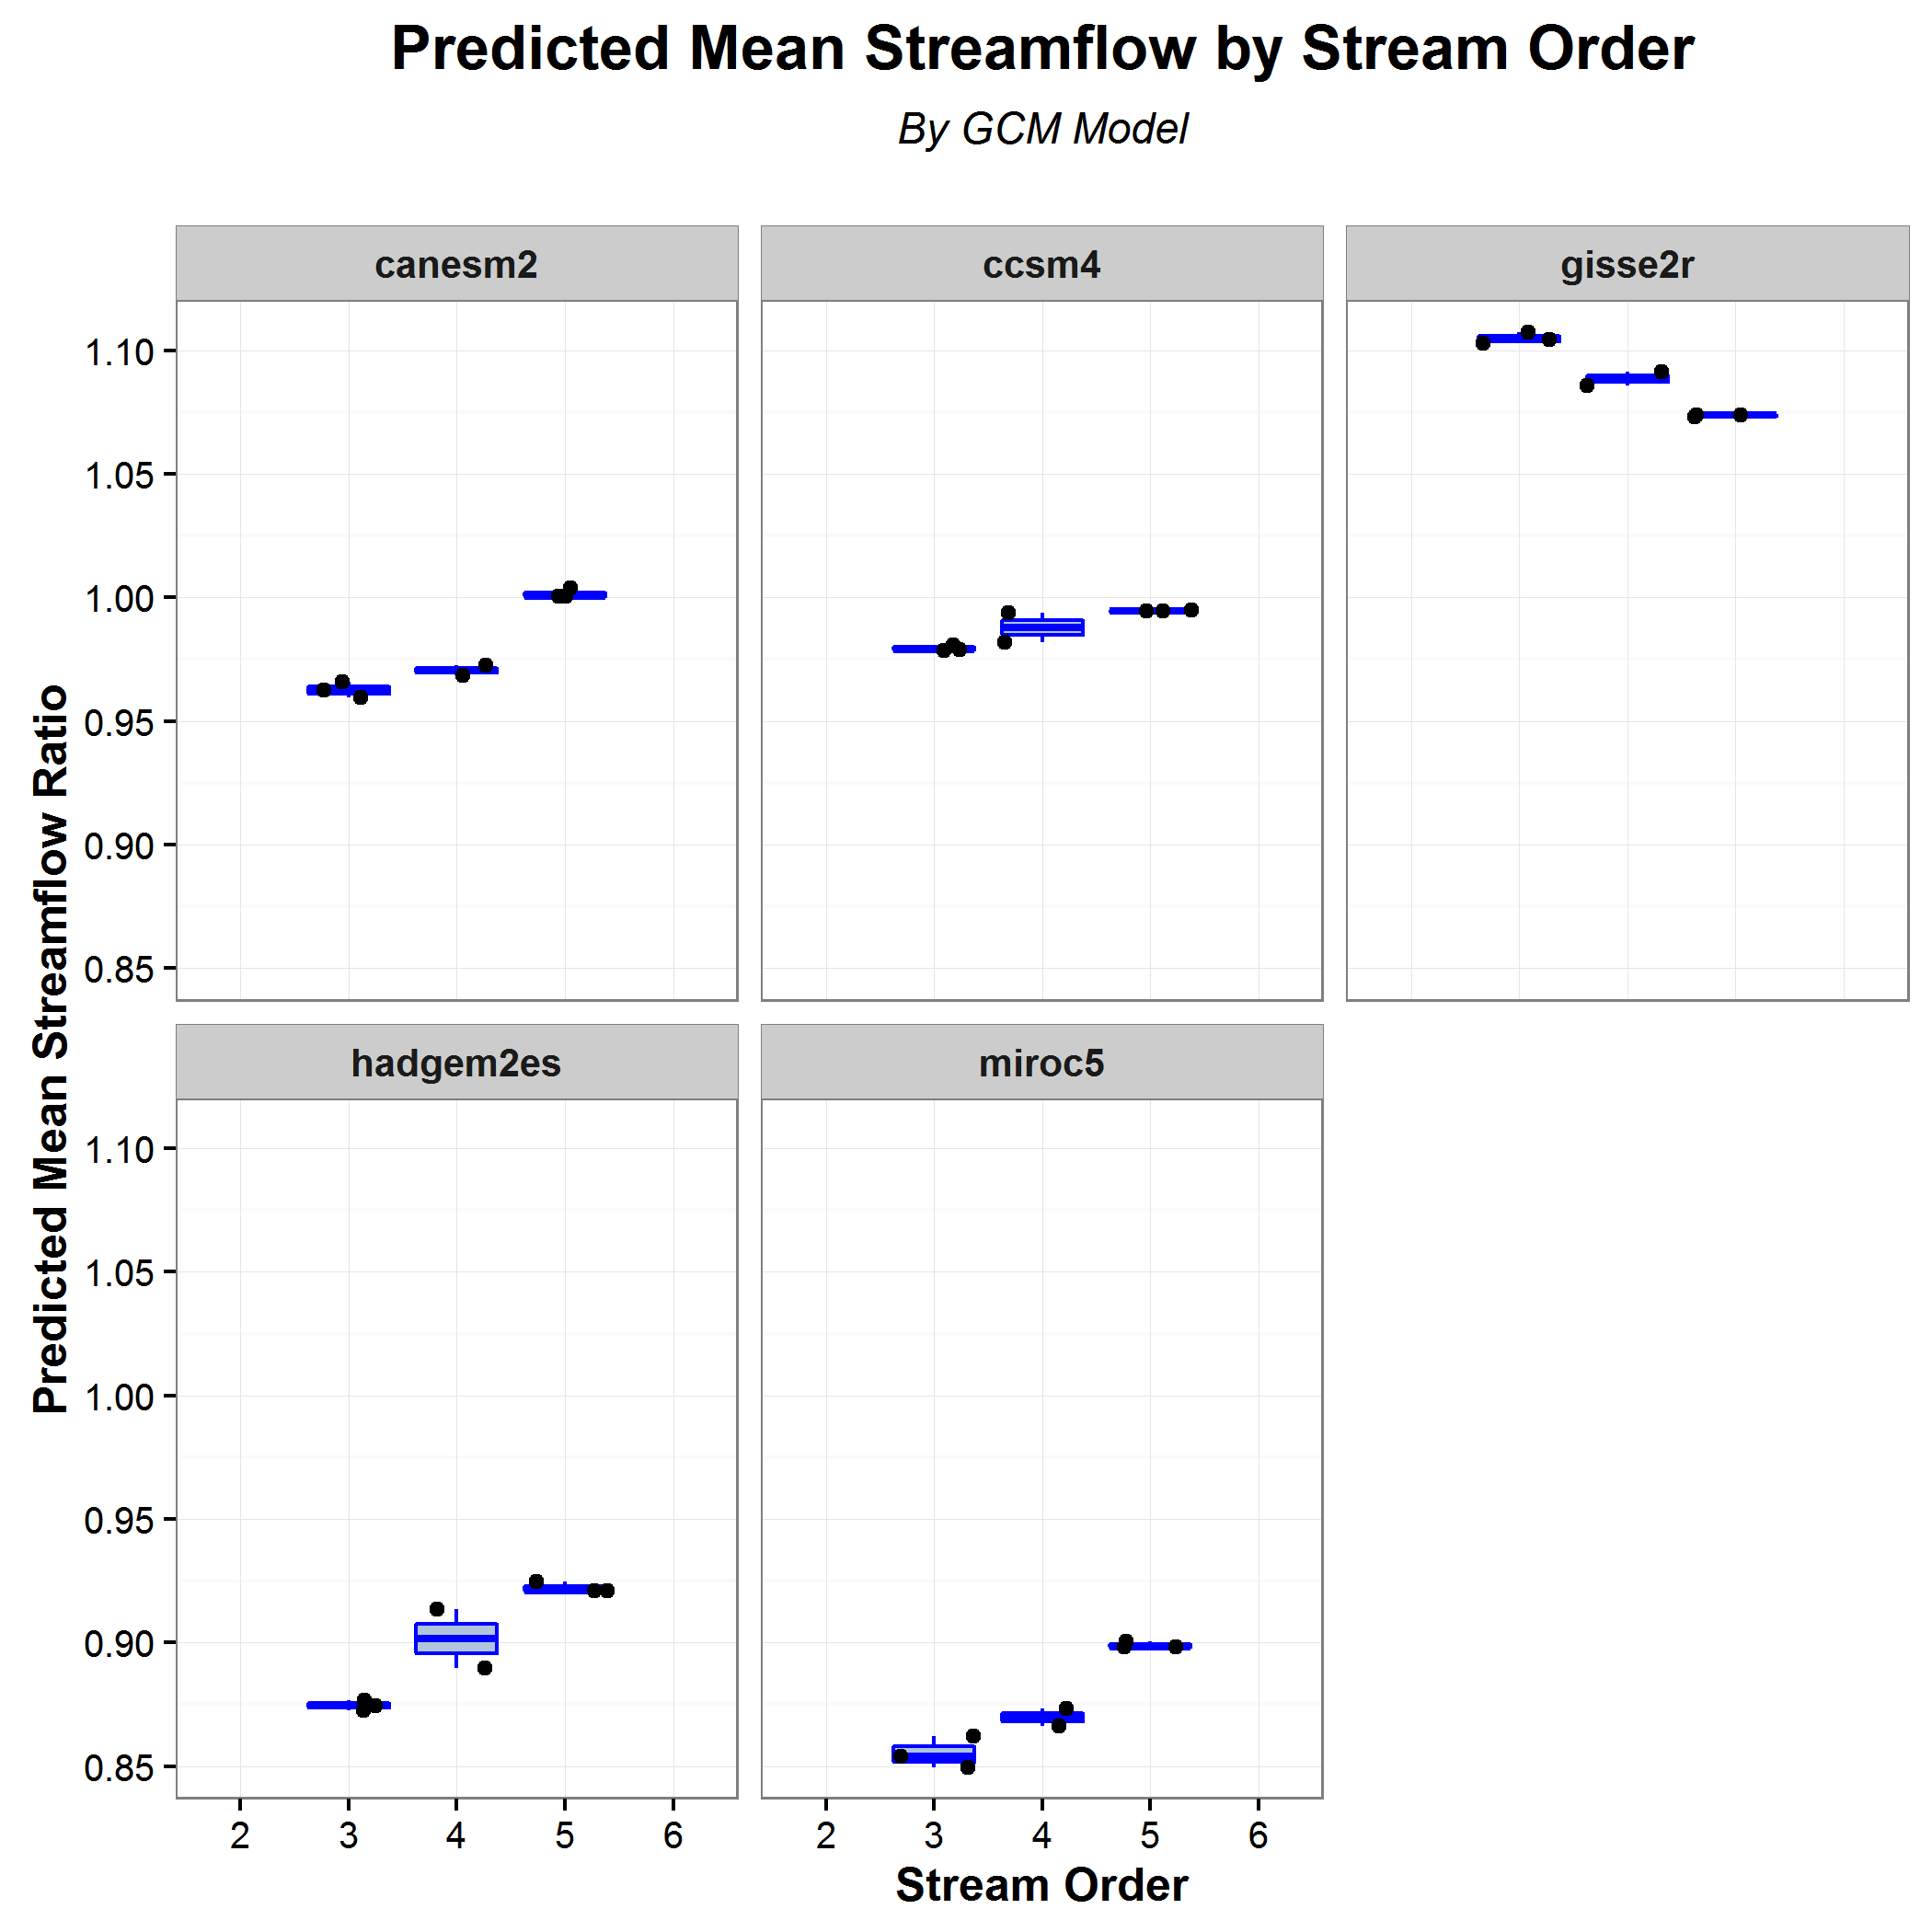 Predicted Mean Streamflow by Stream Order
By GCM Model
canesm2
ccsm4
gisse2r
1.10
1.05
1.00
0.95
0.90
0.85
hadgem2es
miroc5
1.10
1.05
1.00
0.95
0.90
0.85
2 3 4 5 6
2 3 4 5 6
Stream Order
Predicted Mean Streamflow Ratio